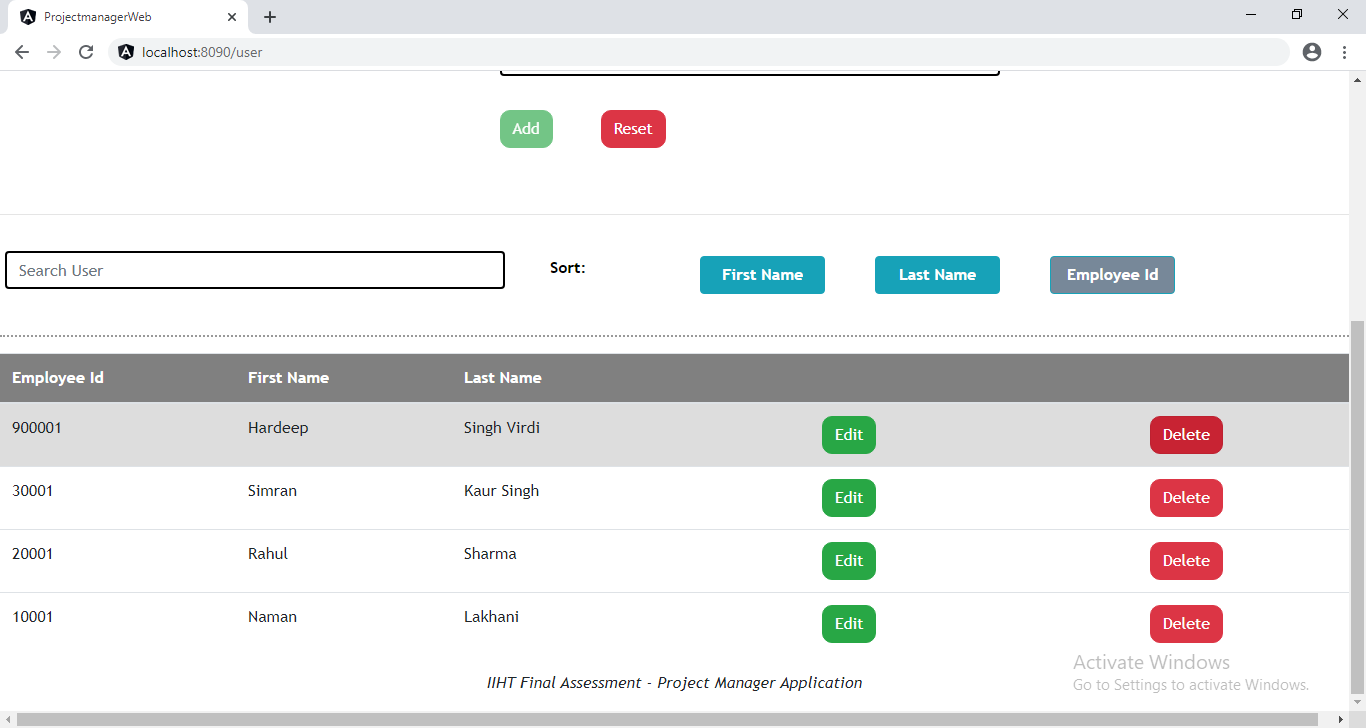 ProjectmanagerWeb
localhost:8090/user
Add Reset
Search User Sort: First Name Last Name Employee Id
Employee Id First Name Last Name
900001 Hardeep Singh Virdi Edit Delete
30001 Simran Kaur Singh Edit Delete
20001 Rahul Sharma Edit Delete
10001 Naman Lakhani Edit Delete
Activate Windows
IIHT Final Assessment - Project Manager Application
Go to Settings to activate Windows.